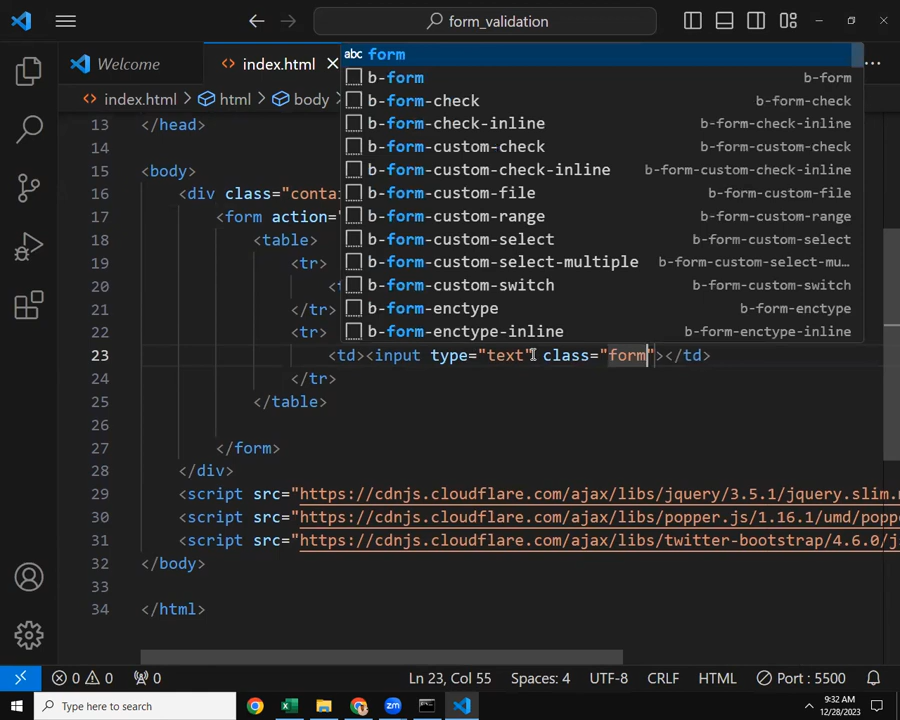 form_validation
Welcome
index.html
index.html > html > body
abc form
b-form b-form
b-form-check b-form-check
b-form-check-inline b-form-check-inline
b-form-custom-check b-form-custom-check
b-form-custom-check-inline b-form-custom-check-inline
b-form-custom-file b-form-custom-file
b-form-custom-range b-form-custom-range
b-form-custom-select b-form-custom-select
b-form-custom-select-multiple b-form-custom-select-mu…
b-form-custom-switch b-form-custom-switch
b-form-enctype b-form-enctype
b-form-enctype-inline b-form-enctype-inline
13 </head>
14
15 <body>
16 <div class="contai
17 <form action="
18 <table>
19 <tr>
20 <t
21 </tr>
22 <tr>
23 <td><input type="text" class="form"></td>
24 </tr>
25 </table>
26
27 </form>
28 </div>
29 <script src="https://cdnjs.cloudflare.com/ajax/libs/jquery/3.5.1/jquery.slim.m
30 <script src="https://cdnjs.cloudflare.com/ajax/libs/popper.js/1.16.1/umd/poppe
31 <script src="https://cdnjs.cloudflare.com/ajax/libs/twitter-bootstrap/4.6.0/js
32 </body>
33
34 </html>
0 0 0 Ln 23, Col 55 Spaces: 4 UTF-8 CRLF HTML Port : 5500
Type here to search
9:32 AM
12/28/2023